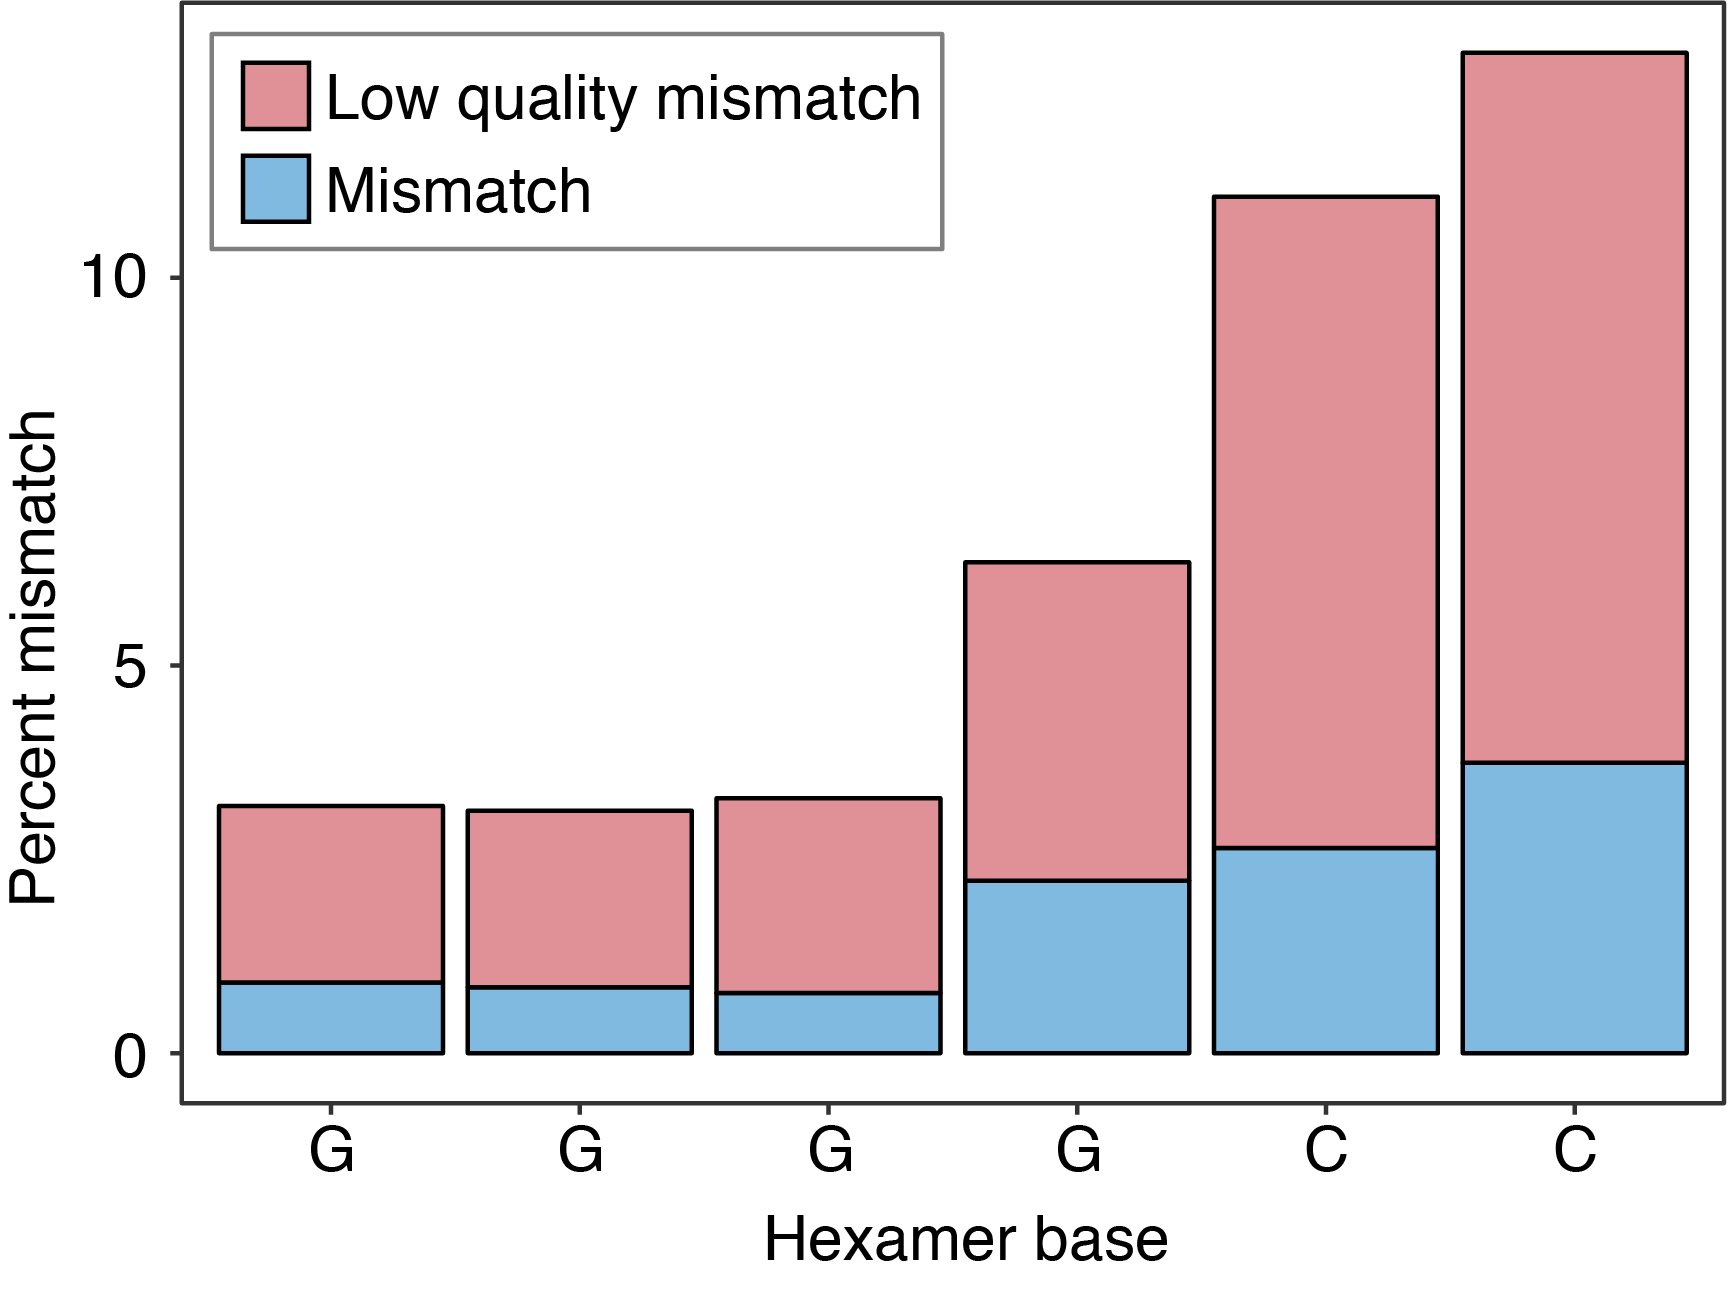 Low quality mismatch
Mismatch
Percent mismatch
10
5
0
G G G G C C
Hexamer base